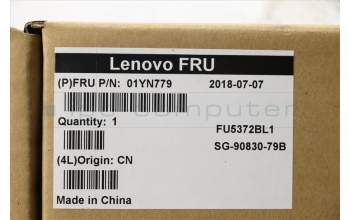 Lenovo FRU
(P)FRU P/N: 01YN779 2018-07-07
Quantity: 1
FU5372BL1
SG-90830-79B
(4L)Origin: CN
Made in China